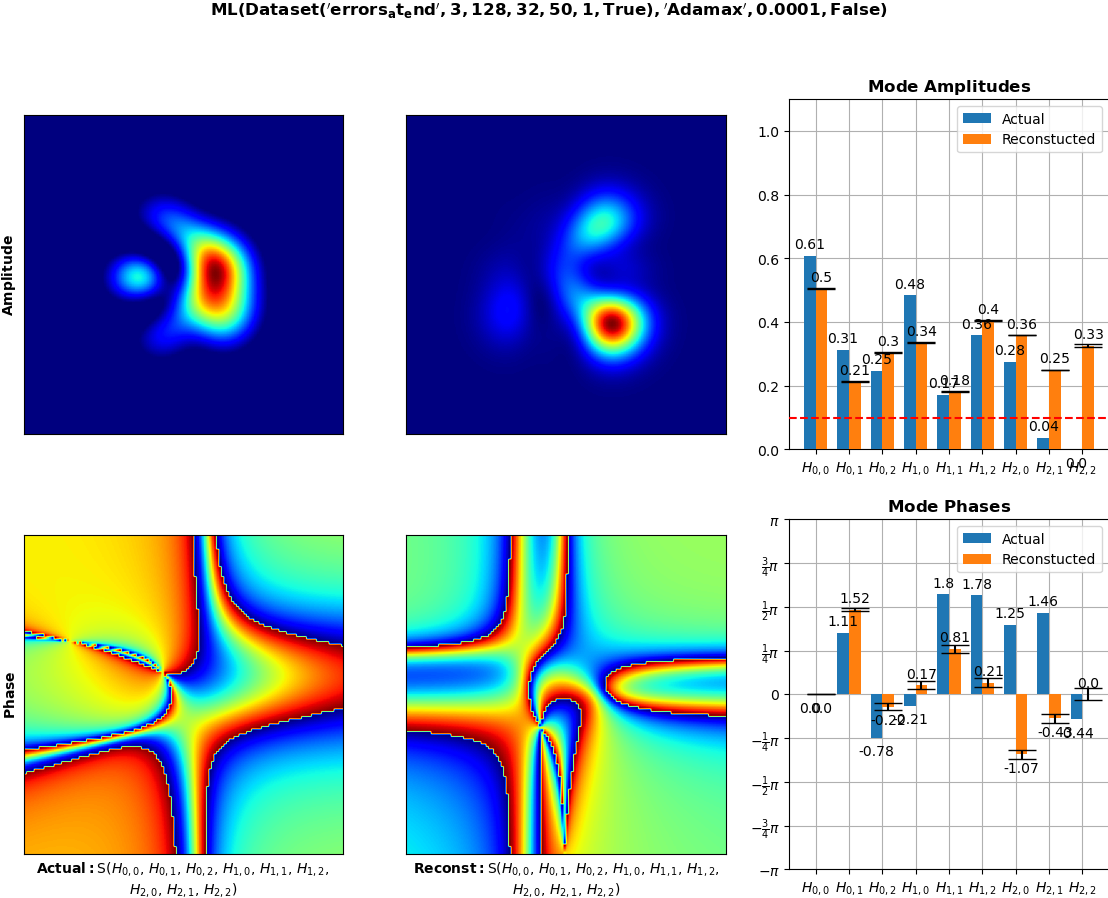 ML(Dataset('errors_at_end', 3, 128, 32, 50, 1, True), 'Adamax', 0.0001, False)
Amplitude
Mode Amplitudes
Actual
Reconstucted
1.0
0.8
0.6
0.4
0.2
0.0
0.61
0.5
0.31
0.21
0.25
0.3
0.48
0.34
0.17
0.18
0.36
0.4
0.28
0.36
0.04
0.25
0.0
0.33
H0,0 H0,1 H0,2 H1,0 H1,1 H1,2 H2,0 H2,1 H2,2
Phase
Mode Phases
Actual
Reconstucted
π
3/4π
1/2π
1/4π
0
−1/4π
−1/2π
−3/4π
−π
0.0
1.11
1.52
-0.78
-0.22
-0.21
0.17
1.8
0.81
1.78
0.21
1.25
-1.07
1.46
-0.43
0.0
H0,0 H0,1 H0,2 H1,0 H1,1 H1,2 H2,0 H2,1 H2,2
Actual: S(H0,0, H0,1, H0,2, H1,0, H1,1, H1,2,
H2,0, H2,1, H2,2)
Reconst: S(H0,0, H0,1, H0,2, H1,0, H1,1, H1,2,
H2,0, H2,1, H2,2)